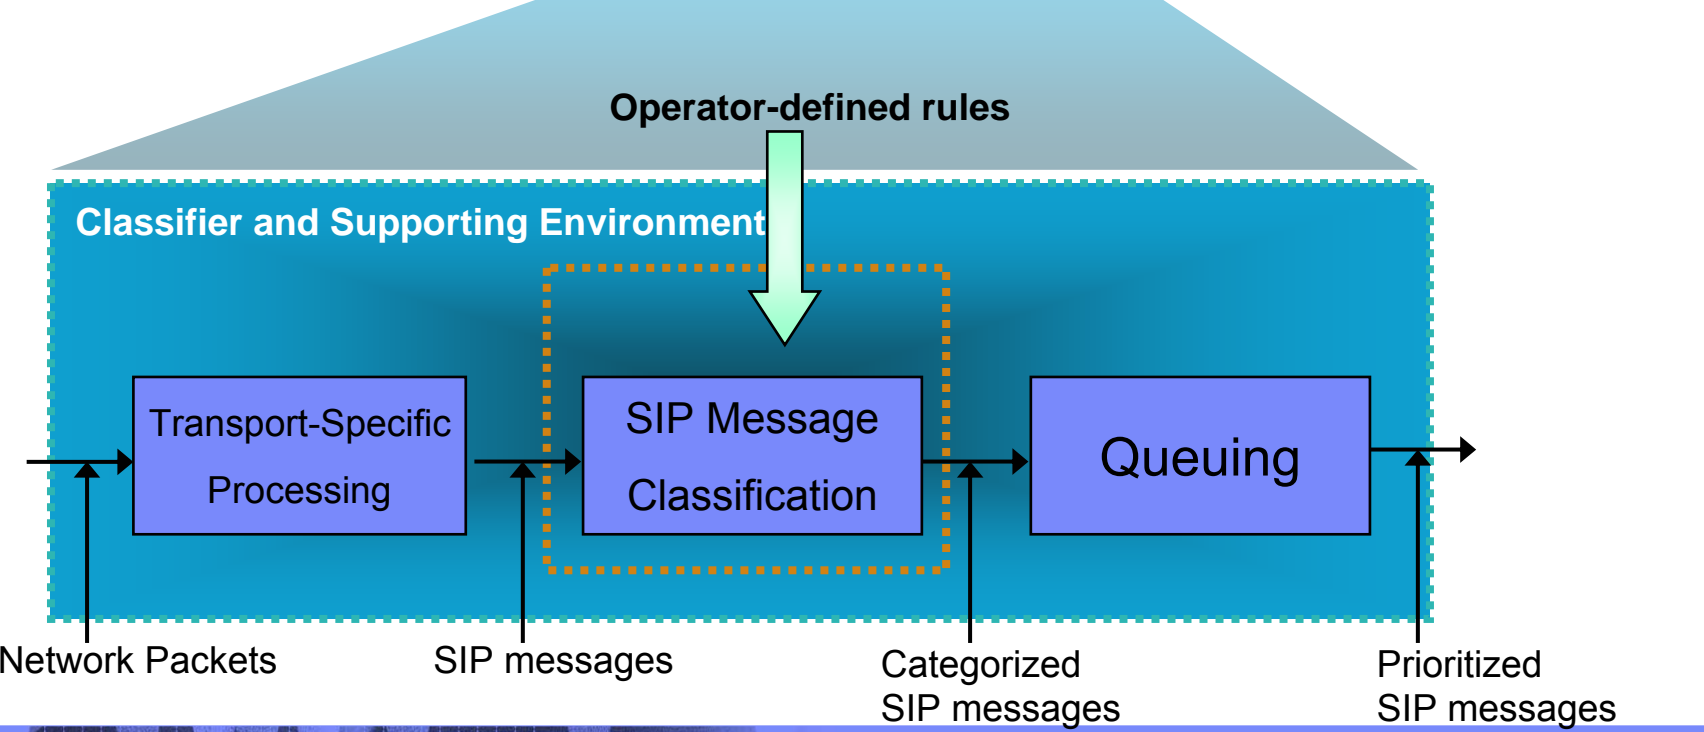 Operator-defined rules
Classifier and Supporting Environment
Transport-Specific
Processing
SIP Message
Classification
Queuing
Network Packets
SIP messages
Categorized
SIP messages
Prioritized
SIP messages